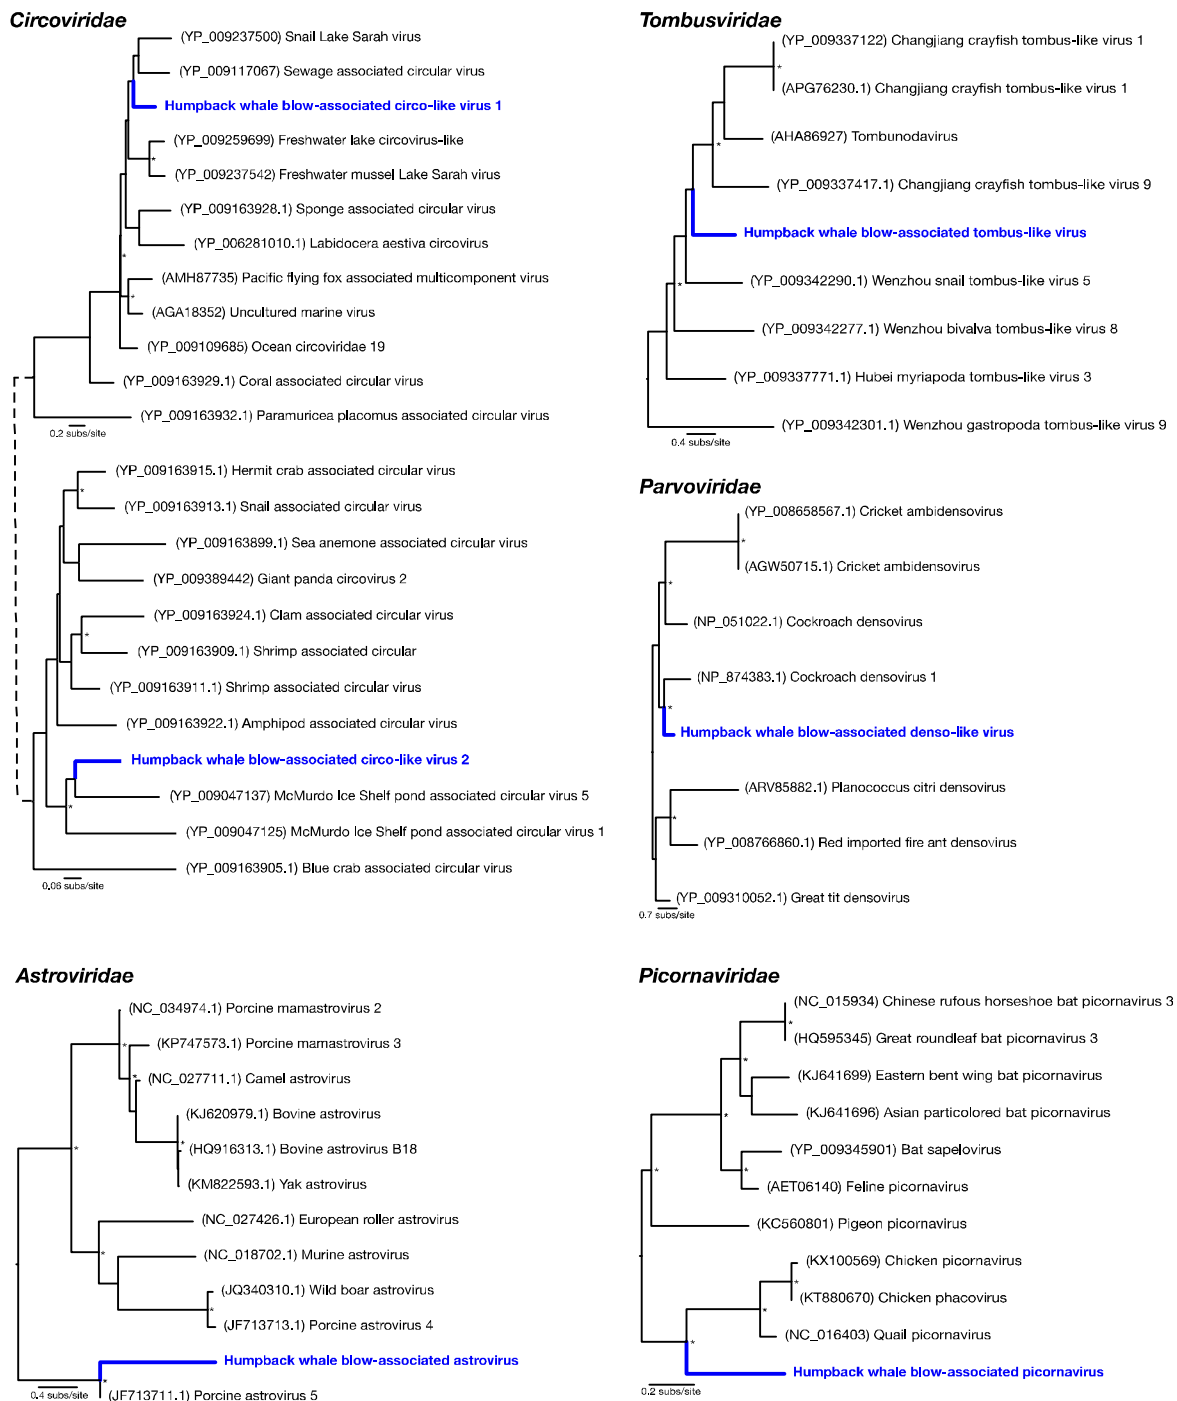 Circoviridae
(YP_009237500) Snail Lake Sarah virus
(YP_009117067) Sewage associated circular virus
Humpback whale blow-associated circo-like virus 1
(YP_009259699) Freshwater lake circovirus-like
(YP_009237542) Freshwater mussel Lake Sarah virus
(YP_009163928.1) Sponge associated circular virus
(YP_006281010.1) Labidocera aestiva circovirus
(AMH87735) Pacific flying fox associated multicomponent virus
(AGA18352) Uncultured marine virus
(YP_009109685) Ocean circoviridae 19
(YP_009163929.1) Coral associated circular virus
(YP_009163932.1) Paramuricea placomus associated circular virus
0.2 subs/site
(YP_009163915.1) Hermit crab associated circular virus
(YP_009163913.1) Snail associated circular virus
(YP_009163899.1) Sea anemone associated circular virus
(YP_009389442) Giant panda circovirus 2
(YP_009163924.1) Clam associated circular virus
(YP_009163909.1) Shrimp associated circular
(YP_009163911.1) Shrimp associated circular virus
(YP_009163922.1) Amphipod associated circular virus
Humpback whale blow-associated circo-like virus 2
(YP_009047137) McMurdo Ice Shelf pond associated circular virus 5
(YP_009047125) McMurdo Ice Shelf pond associated circular virus 1
(YP_009163905.1) Blue crab associated circular virus
0.06 subs/site
Tombusviridae
(YP_009337122) Changjiang crayfish tombus-like virus 1
(APG76230.1) Changjiang crayfish tombus-like virus 1
(AHA86927) Tombunodavirus
(YP_009337417.1) Changjiang crayfish tombus-like virus 9
Humpback whale blow-associated tombus-like virus
(YP_009342290.1) Wenzhou snail tombus-like virus 5
(YP_009342277.1) Wenzhou bivalva tombus-like virus 8
(YP_009337771.1) Hubei myriapoda tombus-like virus 3
(YP_009342301.1) Wenzhou gastropoda tombus-like virus 9
0.4 subs/site
Parvoviridae
(YP_008658567.1) Cricket ambidensovirus
(AGW50715.1) Cricket ambidensovirus
(NP_051022.1) Cockroach densovirus
(NP_874383.1) Cockroach densovirus 1
Humpback whale blow-associated denso-like virus
(ARV85882.1) Planococcus citri densovirus
(YP_008766860.1) Red imported fire ant densovirus
(YP_009310052.1) Great tit densovirus
0.7 subs/site
Astroviridae
(NC_034974.1) Porcine mamastrovirus 2
(KP747573.1) Porcine mamastrovirus 3
(NC_027711.1) Camel astrovirus
(KJ620979.1) Bovine astrovirus
(HQ916313.1) Bovine astrovirus B18
(KM822593.1) Yak astrovirus
(NC_027426.1) European roller astrovirus
(NC_018702.1) Murine astrovirus
(JQ340310.1) Wild boar astrovirus
(JF713713.1) Porcine astrovirus 4
Humpback whale blow-associated astrovirus
(JF713711.1) Porcine astrovirus 5
0.4 subs/site
Picornaviridae
(NC_015934) Chinese rufous horseshoe bat picornavirus 3
(HQ595345) Great roundleaf bat picornavirus 3
(KJ641699) Eastern bent wing bat picornavirus
(KJ641696) Asian particolored bat picornavirus
(YP_009345901) Bat sapelovirus
(AET06140) Feline picornavirus
(KC560801) Pigeon picornavirus
(KX100569) Chicken picornavirus
(KT880670) Chicken phacovirus
(NC_016403) Quail picornavirus
Humpback whale blow-associated picornavirus
0.2 subs/site